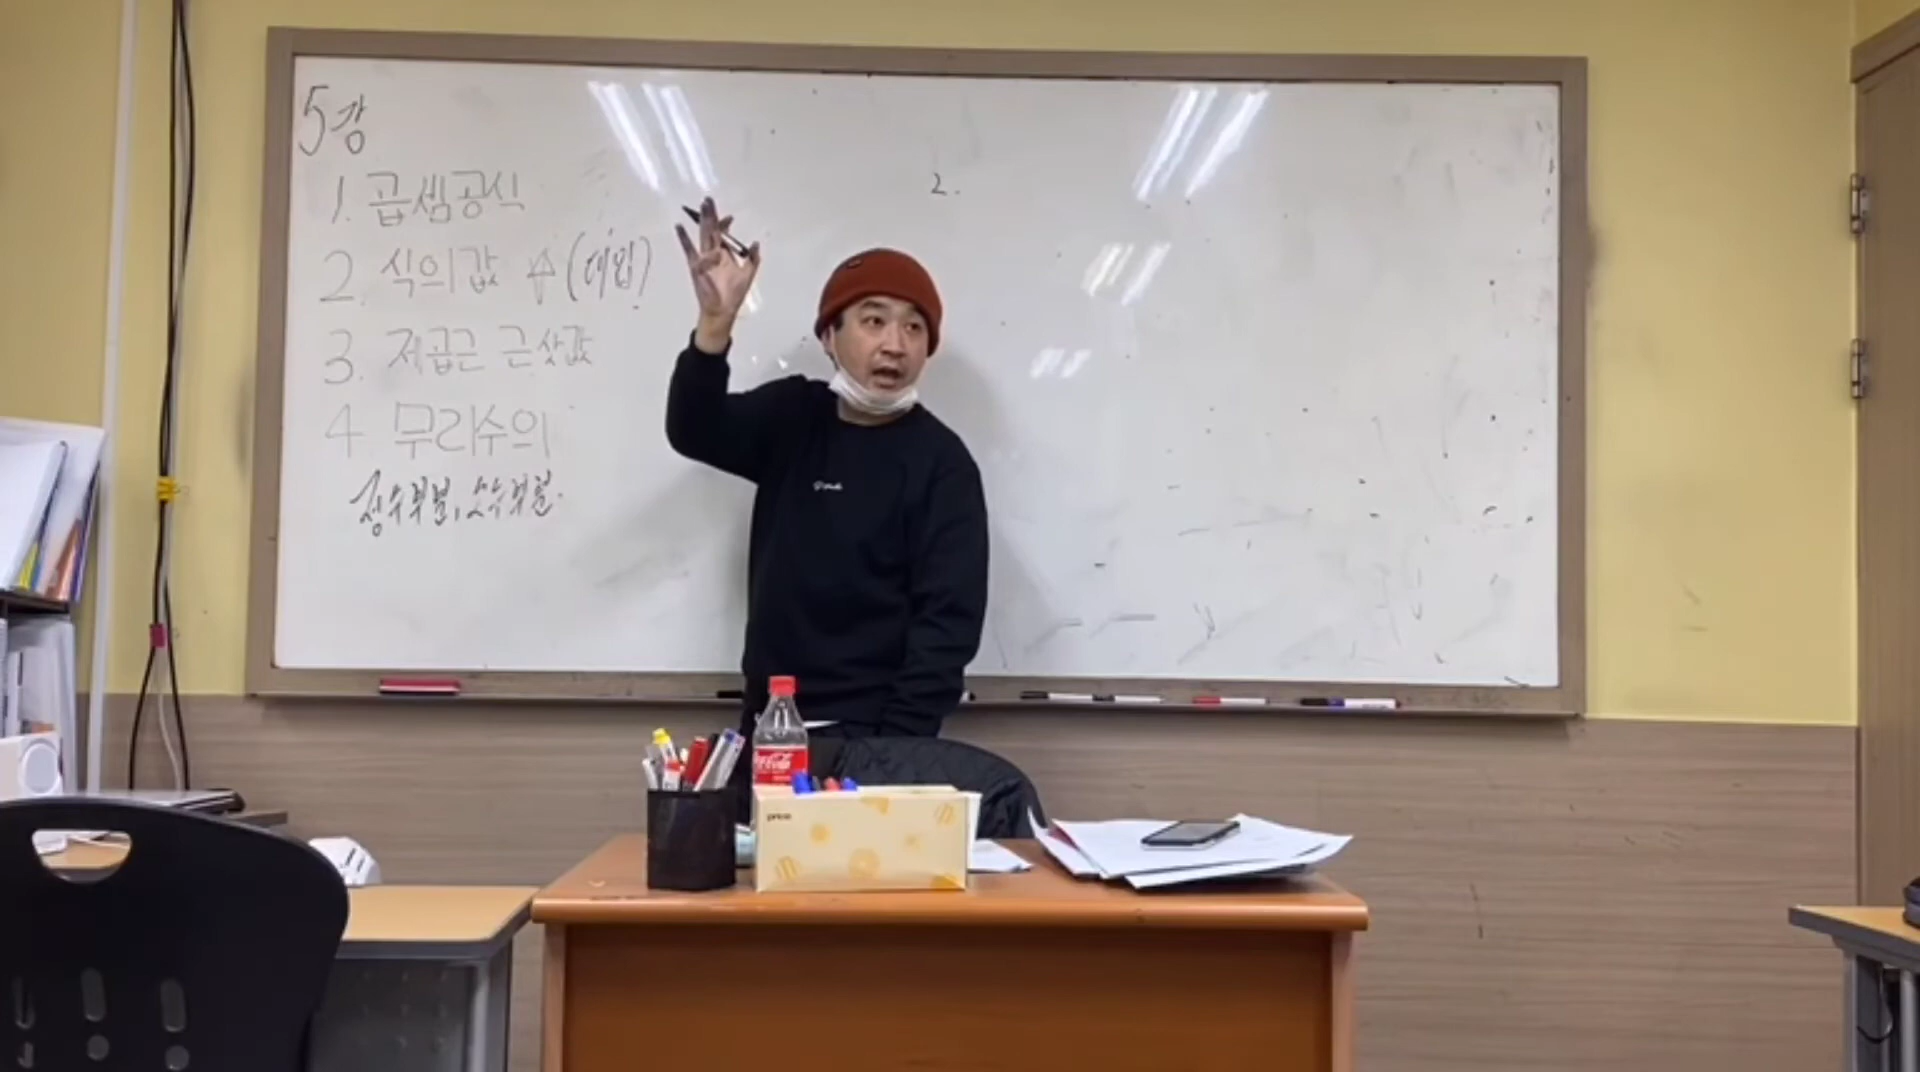 5강
1. 곱셈공식
2. 식의값 ☆(대입)
3. 제곱근 근삿값
4 무리수의
정수부분, 소수부분.
2.